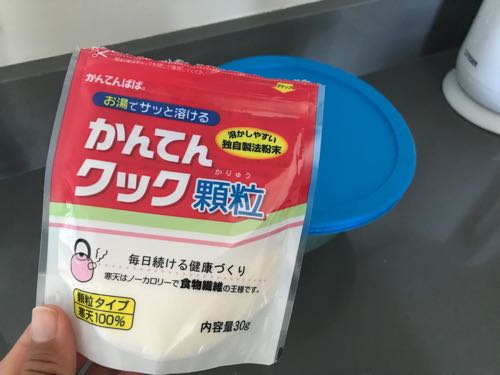 かんてんぱぱ®
チャック
お湯でサッと溶ける
かんてん
溶かしやすい
独自製法粉末
クック
かりゅう
顆粒
毎日続ける健康づくり
寒天はノーカロリーで食物繊維の王様です。
顆粒タイプ
寒天100%
内容量30g